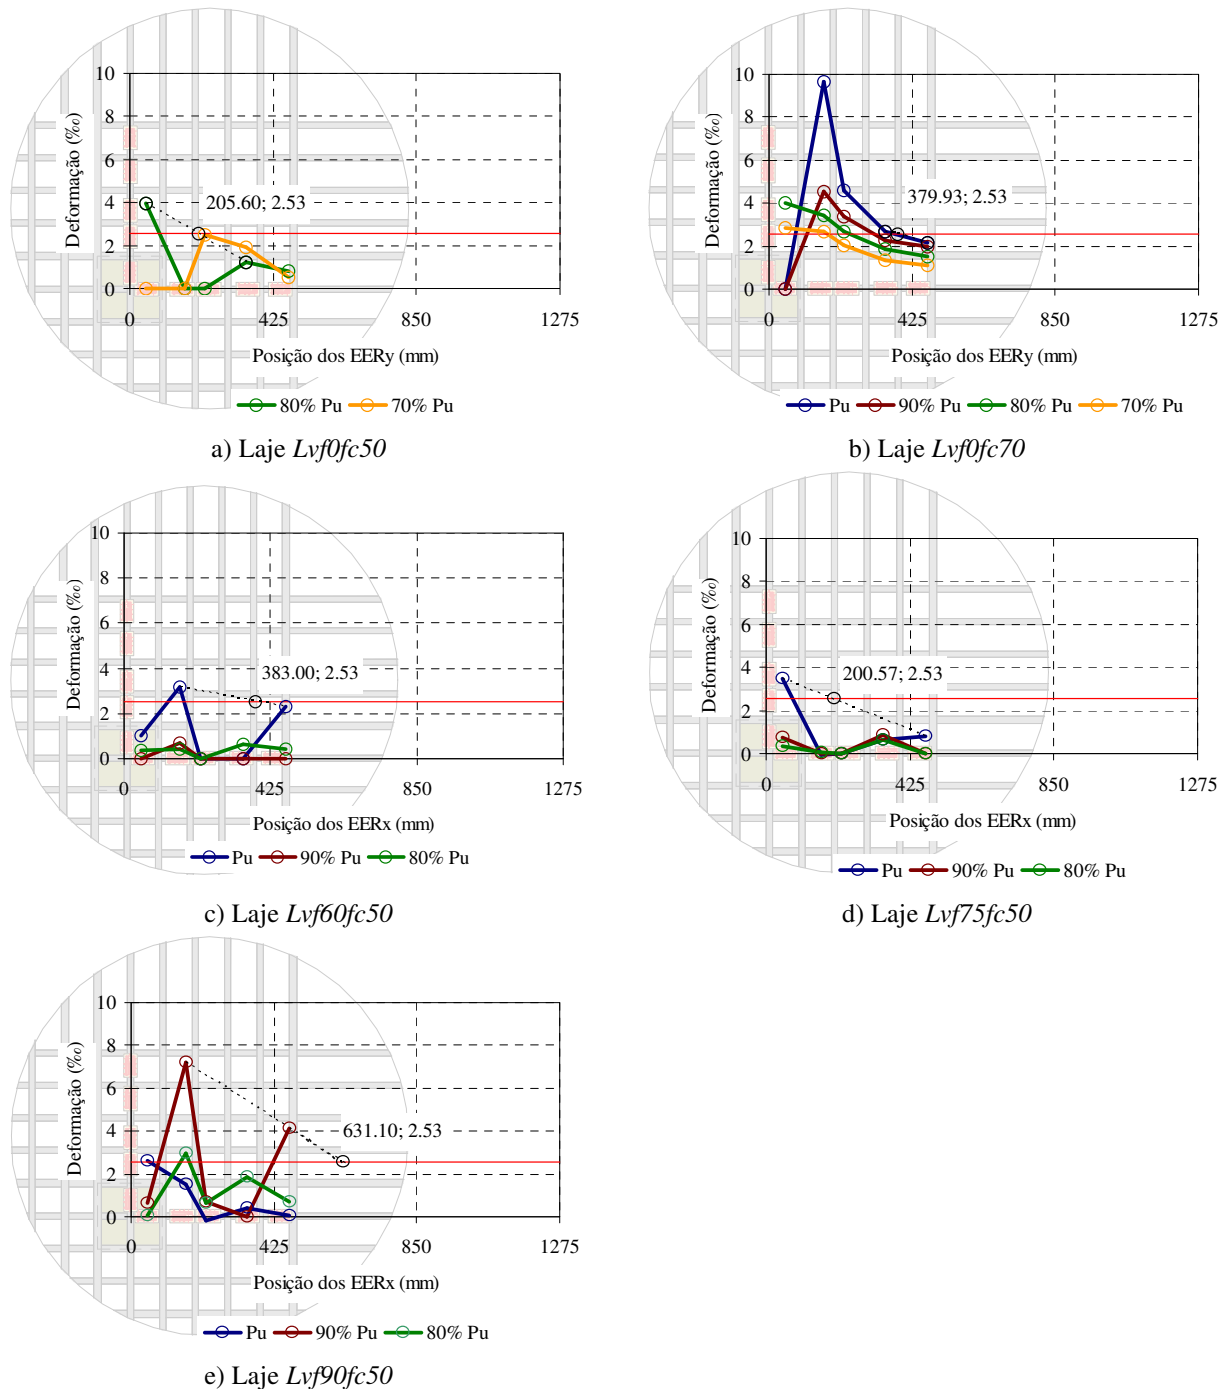 10
8
6
4
2
0
Deformação (‰)
205.60; 2.53
0 425 850 1275
Posição dos EERy (mm)
80% Pu 70% Pu
a) Laje Lvf0fc50
10
8
6
4
2
0
Deformação (‰)
379.93; 2.53
0 425 850 1275
Posição dos EERy (mm)
Pu 90% Pu 80% Pu 70% Pu
b) Laje Lvf0fc70
10
8
6
4
2
0
Deformação (‰)
383.00; 2.53
0 425 850 1275
Posição dos EERx (mm)
Pu 90% Pu 80% Pu
c) Laje Lvf60fc50
10
8
6
4
2
0
Deformação (‰)
200.57; 2.53
0 425 850 1275
Posição dos EERx (mm)
Pu 90% Pu 80% Pu
d) Laje Lvf75fc50
10
8
6
4
2
0
Deformação (‰)
631.10; 2.53
0 425 850 1275
Posição dos EERx (mm)
Pu 90% Pu 80% Pu
e) Laje Lvf90fc50